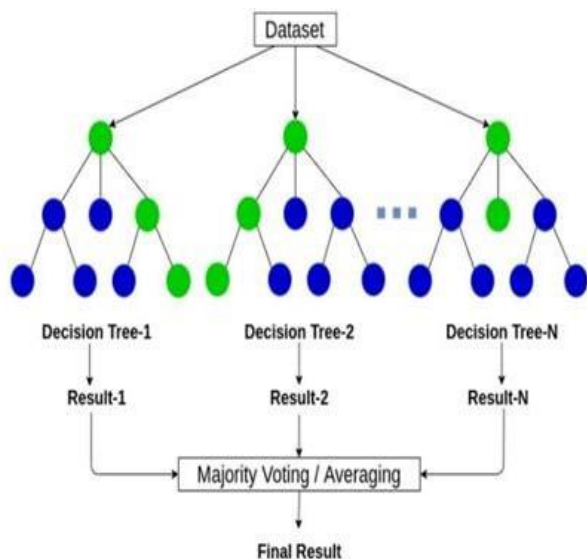 Dataset
Decision Tree-1
Decision Tree-2
Decision Tree-N
Result-1
Result-2
Result-N
Majority Voting / Averaging
Final Result